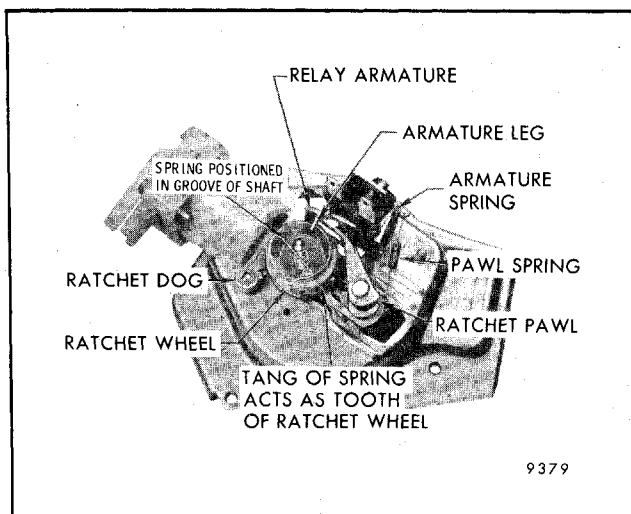 RELAY ARMATURE
ARMATURE LEG
SPRING POSITIONED
IN GROOVE OF SHAFT
ARMATURE
SPRING
RATCHET DOG
PAWL SPRING
RATCHET WHEEL
RATCHET PAWL
TANG OF SPRING
ACTS AS TOOTH
OF RATCHET WHEEL
9379